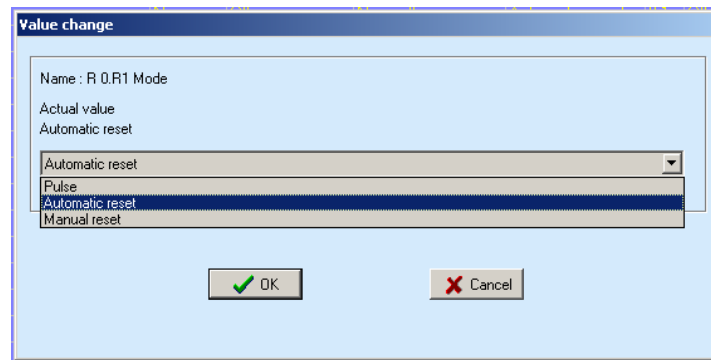 Value change
Name : R 0.R1 Mode
Actual value
Automatic reset
Automatic reset
Pulse
Automatic reset
Manual reset
OK
Cancel